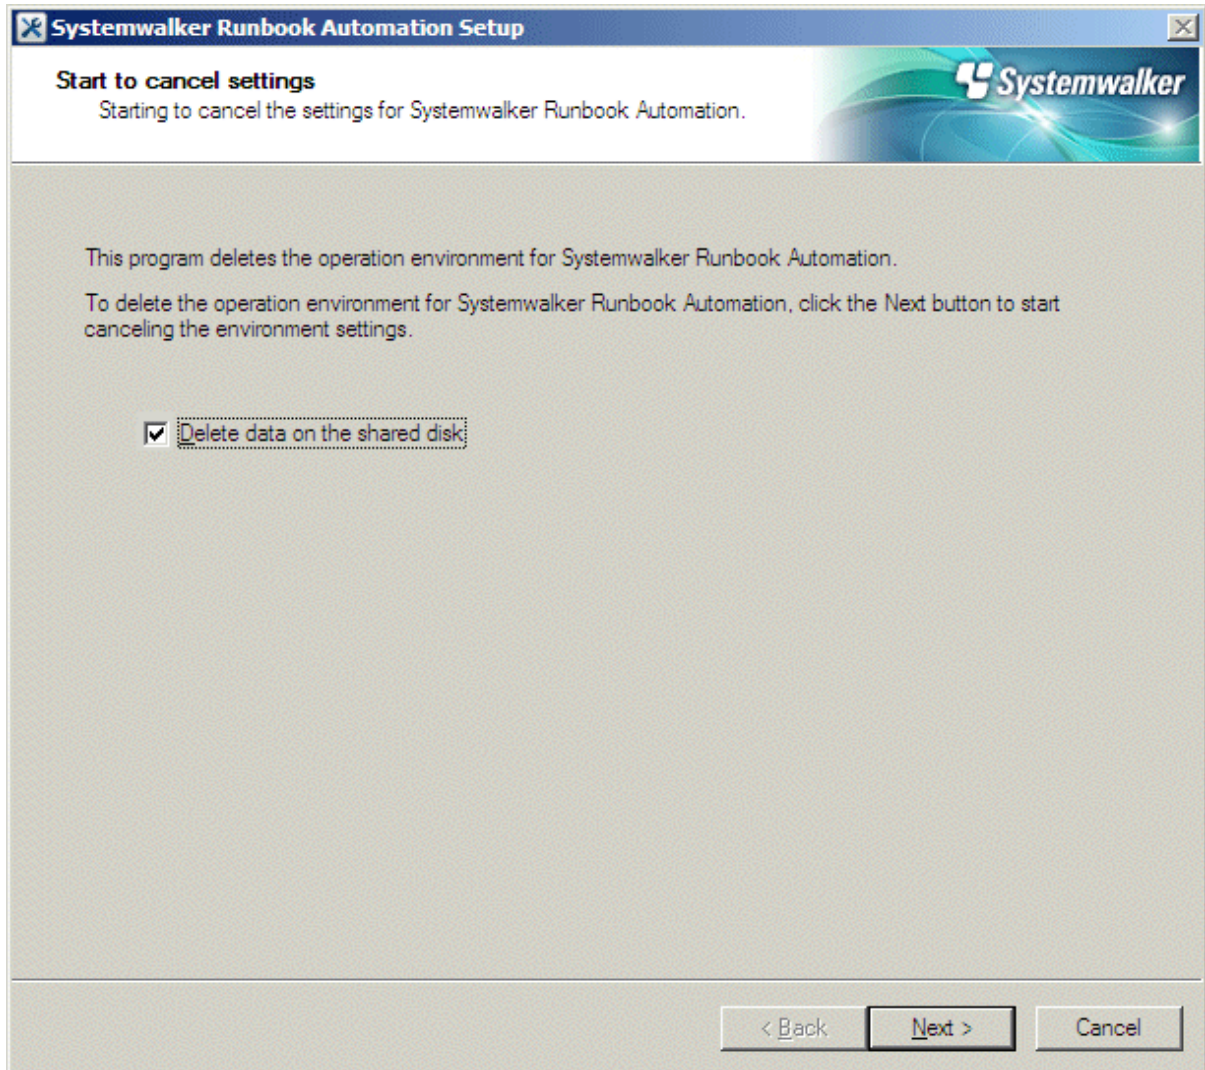 Systemwalker Runbook Automation Setup
Start to cancel settings
Starting to cancel the settings for Systemwalker Runbook Automation.
Systemwalker
This program deletes the operation environment for Systemwalker Runbook Automation.
To delete the operation environment for Systemwalker Runbook Automation, click the Next button to start
canceling the environment settings.
Delete data on the shared disk
< Back
Next >
Cancel